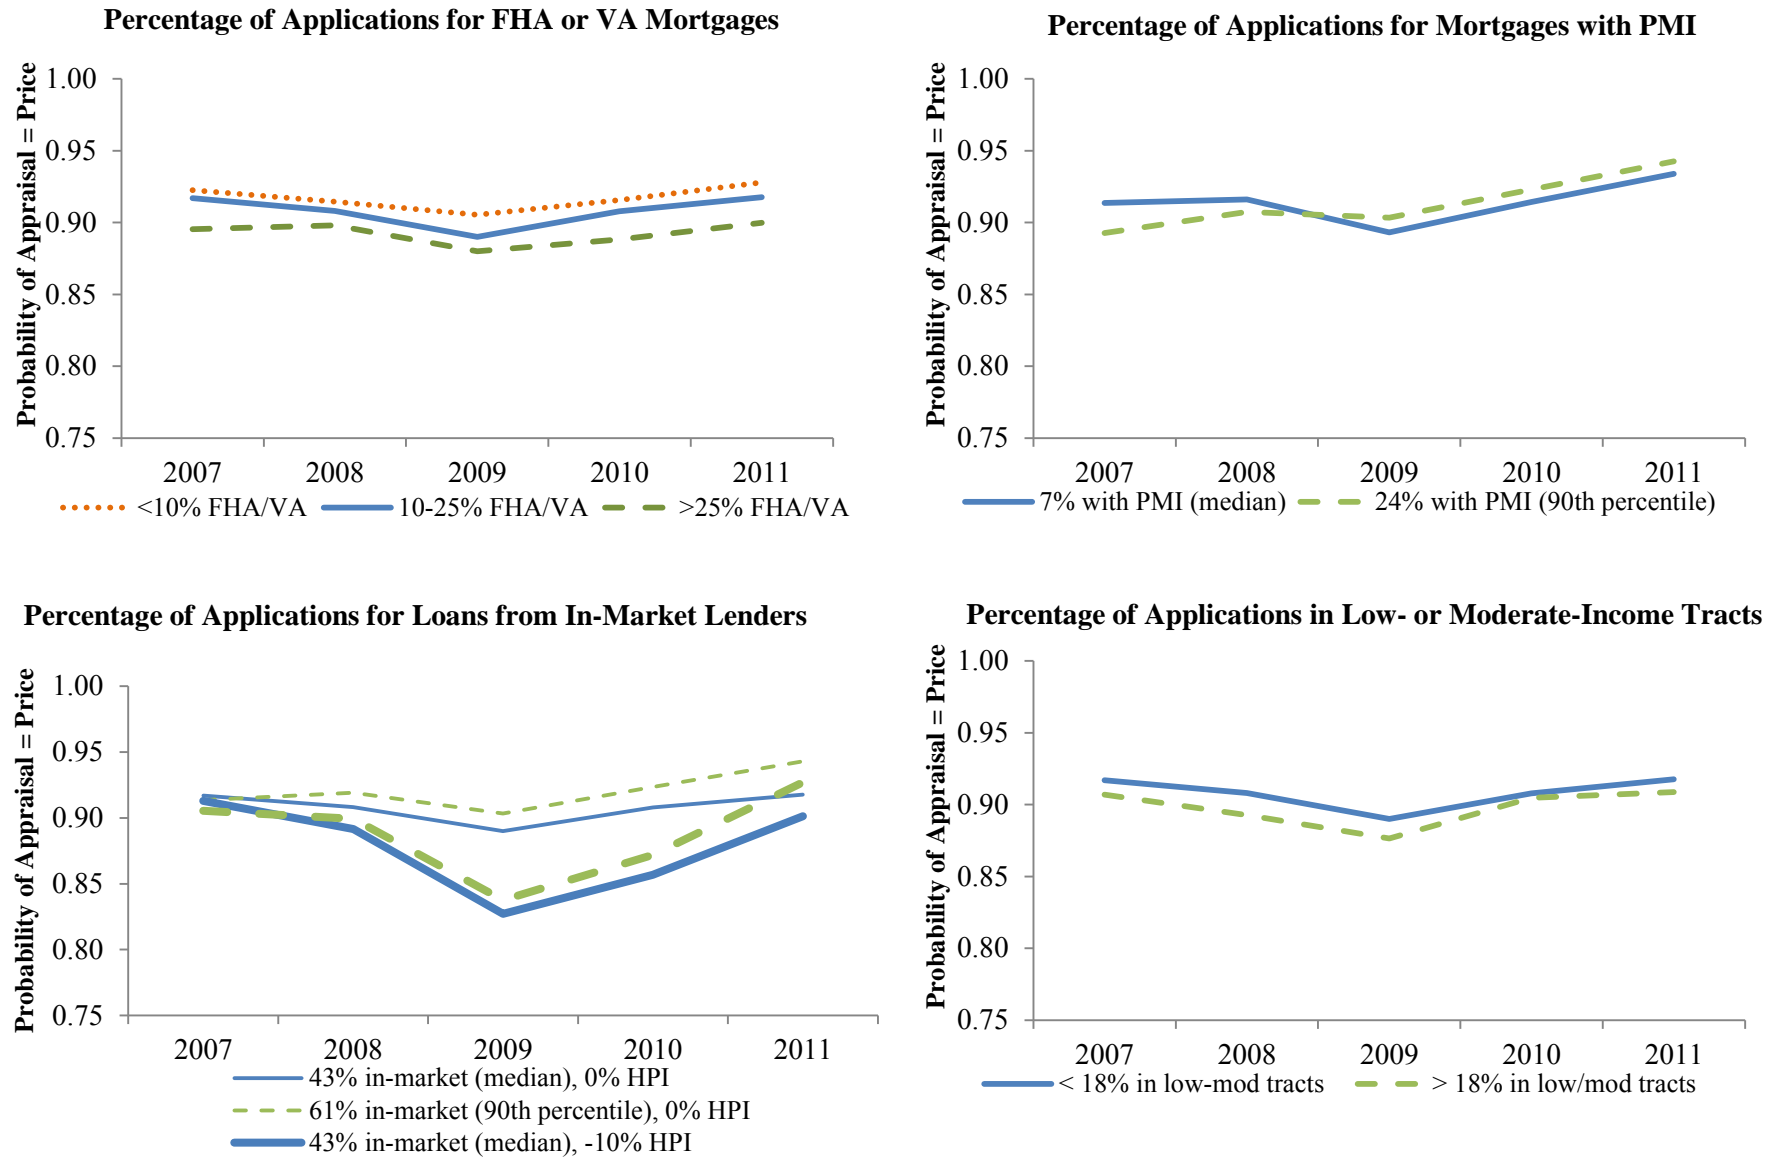 Percentage of Applications for FHA or VA Mortgages
Probability of Appraisal = Price
1.00
0.95
0.90
0.85
0.80
0.75
2007 2008 2009 2010 2011
<10% FHA/VA 10-25% FHA/VA >25% FHA/VA
Percentage of Applications for Mortgages with PMI
Probability of Appraisal = Price
1.00
0.95
0.90
0.85
0.80
0.75
2007 2008 2009 2010 2011
7% with PMI (median) 24% with PMI (90th percentile)
Percentage of Applications for Loans from In-Market Lenders
Probability of Appraisal = Price
1.00
0.95
0.90
0.85
0.80
0.75
2007 2008 2009 2010 2011
43% in-market (median), 0% HPI
61% in-market (90th percentile), 0% HPI
43% in-market (median), -10% HPI
Percentage of Applications in Low- or Moderate-Income Tracts
Probability of Appraisal = Price
1.00
0.95
0.90
0.85
0.80
0.75
2007 2008 2009 2010 2011
< 18% in low-mod tracts > 18% in low/mod tracts